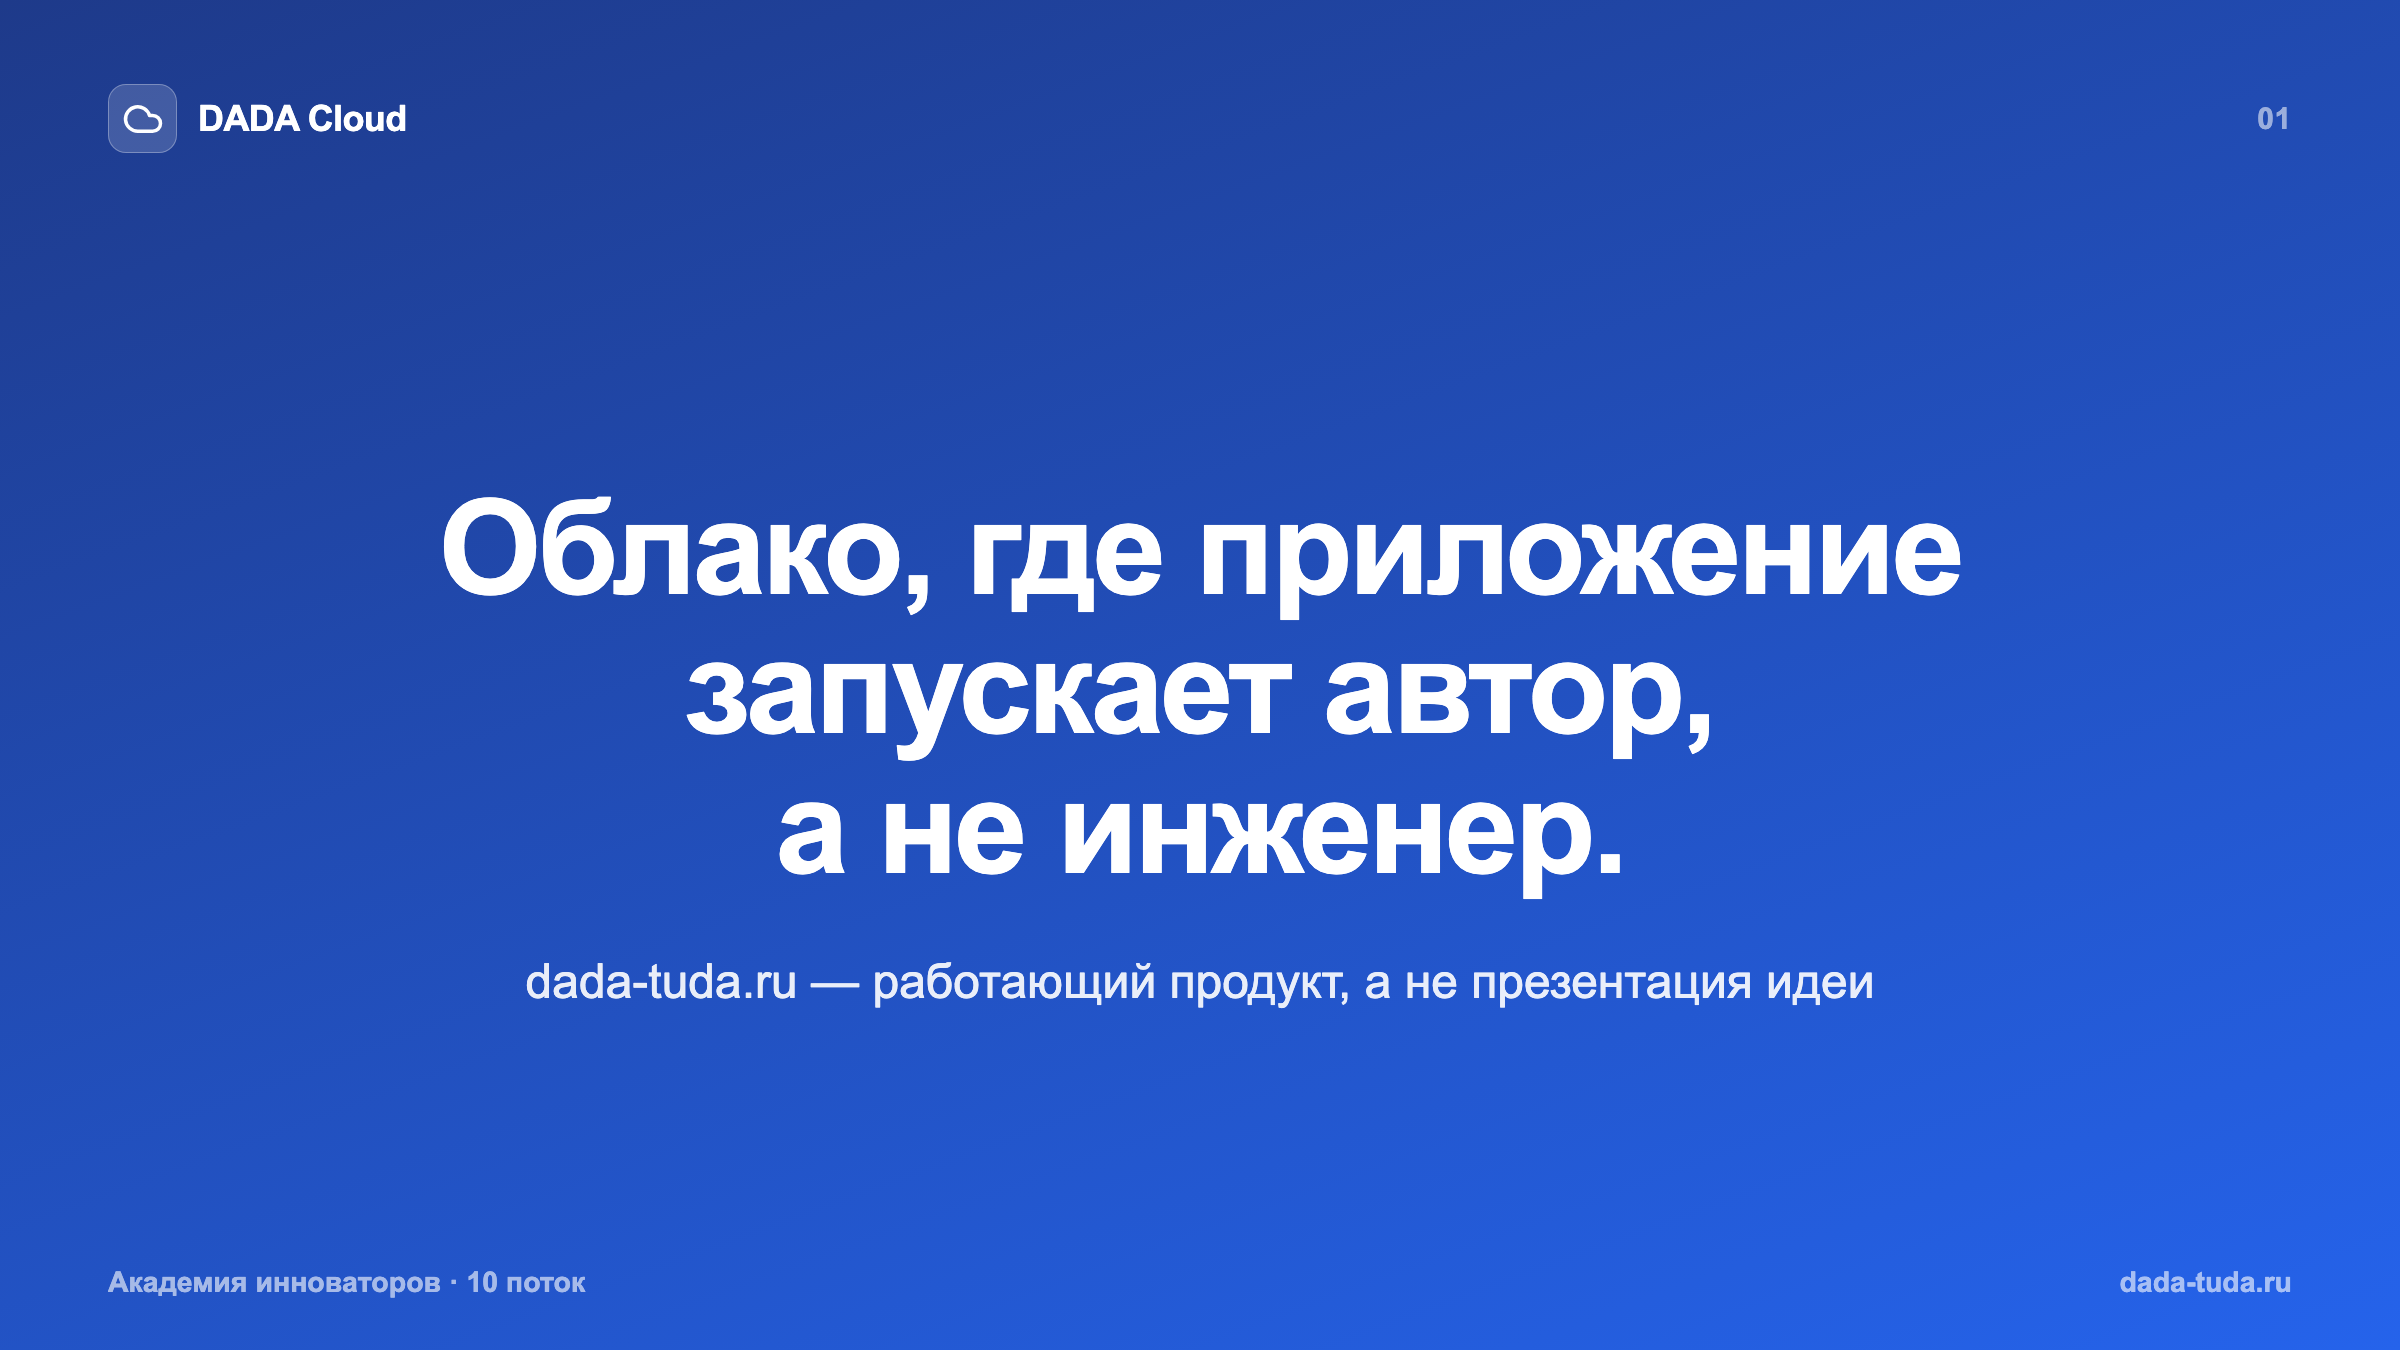 DADA Cloud
01
Облако, где приложение
запускает автор,
а не инженер.
dada-tuda.ru — работающий продукт, а не презентация идеи
Академия инноваторов · 10 поток
dada-tuda.ru